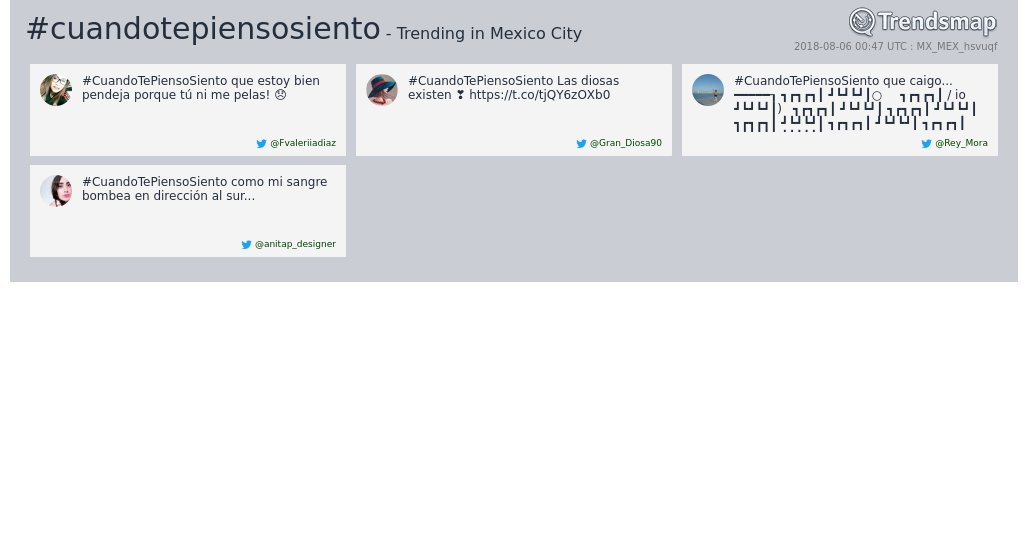 #cuandotepiensosiento - Trending in Mexico City
Trendsmap
2018-08-06 00:47 UTC : MX_MEX_hsvuqf
#CuandoTePiensoSiento que estoy bien
pendeja porque tú ni me pelas! 😞
@Fvaleriiadiaz
#CuandoTePiensoSiento Las diosas
existen ❣ https://t.co/tjQY6zOXb0
@Gran_Diosa90
#CuandoTePiensoSiento que caigo...
@Rey_Mora
#CuandoTePiensoSiento como mi sangre
bombea en dirección al sur...
@anitap_designer